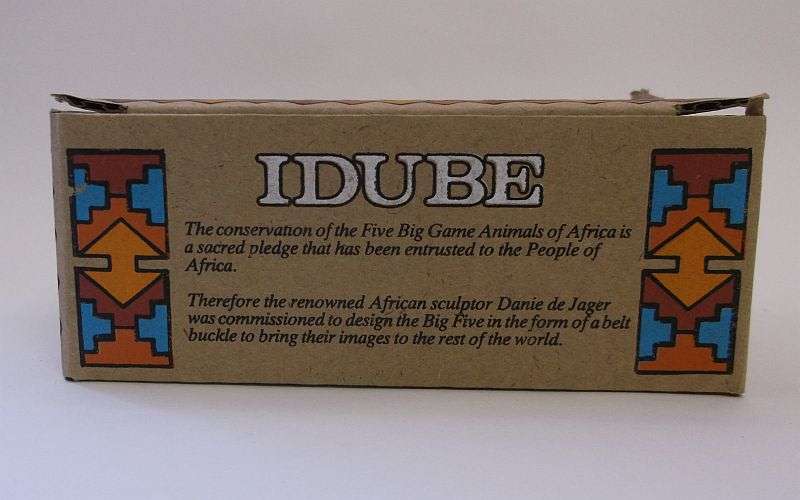 IDUBE
The conservation of the Five Big Game Animals of Africa is
a sacred pledge that has been entrusted to the People of
Africa.
Therefore the renowned African sculptor Danie de Jager
was commissioned to design the Big Five in the form of a belt
buckle to bring their images to the rest of the world.